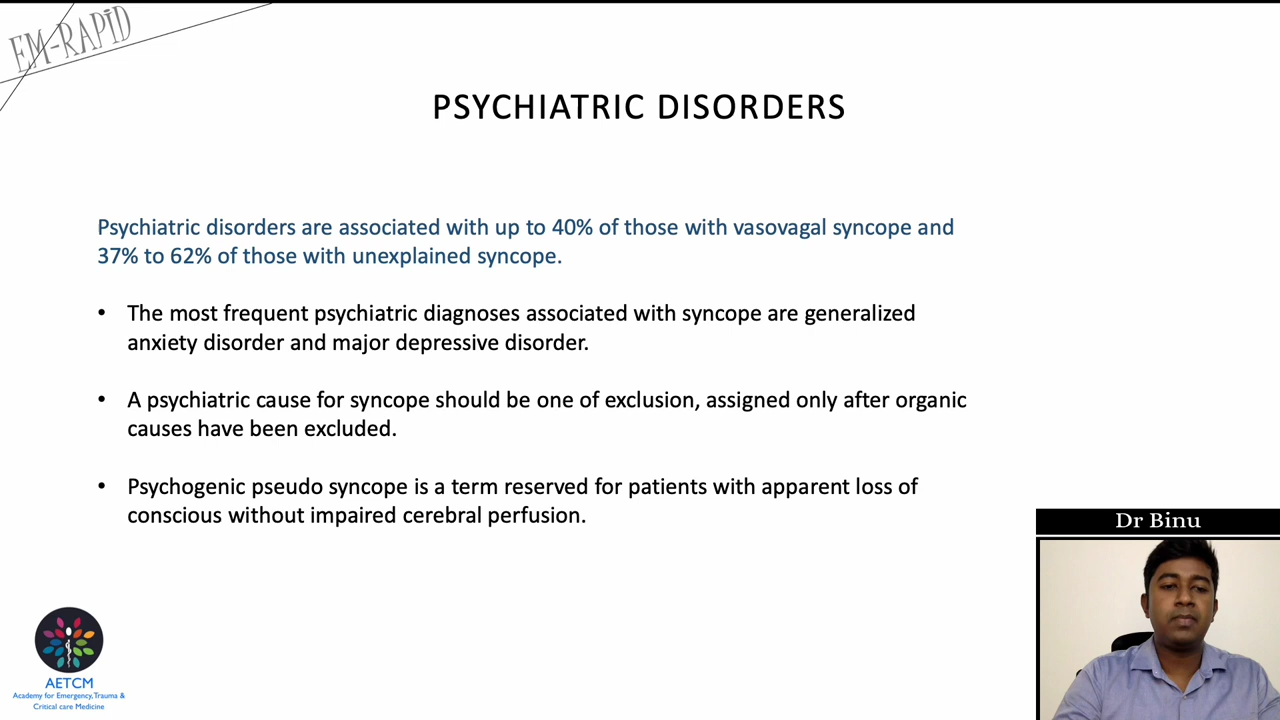 EM-RAPiD
PSYCHIATRIC DISORDERS
Psychiatric disorders are associated with up to 40% of those with vasovagal syncope and
37% to 62% of those with unexplained syncope.
• The most frequent psychiatric diagnoses associated with syncope are generalized
anxiety disorder and major depressive disorder.
• A psychiatric cause for syncope should be one of exclusion, assigned only after organic
causes have been excluded.
• Psychogenic pseudo syncope is a term reserved for patients with apparent loss of
conscious without impaired cerebral perfusion.
Dr Binu
AETCM
Academy for Emergency,Trauma &
Critical care Medicine